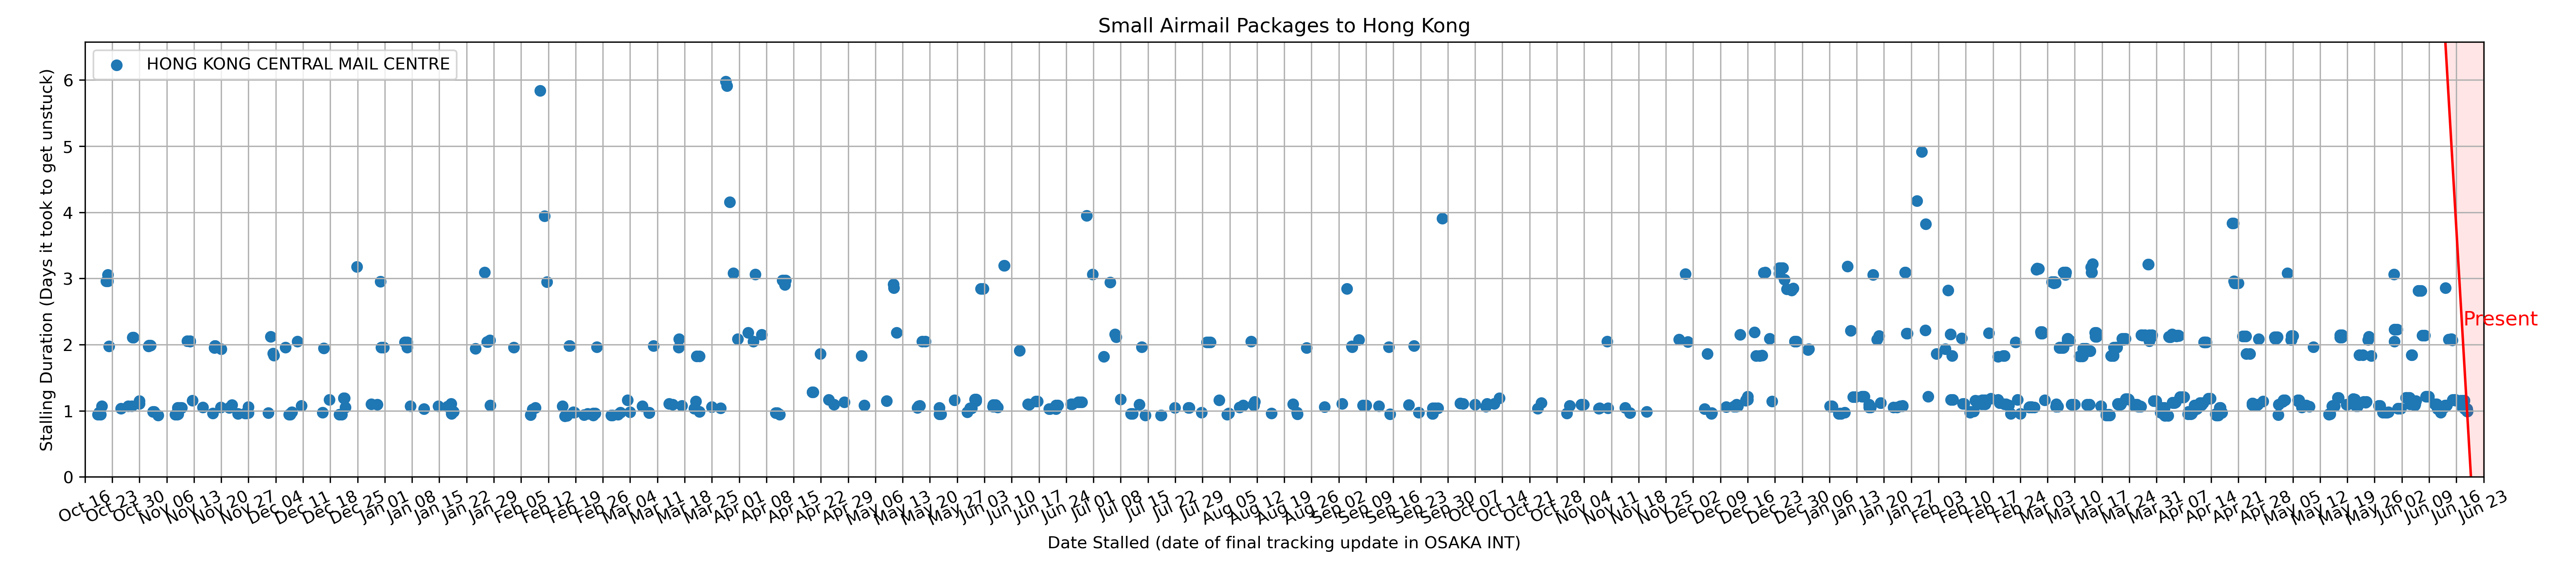 Small Airmail Packages to Hong Kong
HONG KONG CENTRAL MAIL CENTRE
Stalling Duration (Days it took to get unstuck)
6
5
4
3
2
1
0
Present
Oct 16
Oct 23
Oct 30
Nov 06
Nov 13
Nov 20
Nov 27
Dec 04
Dec 11
Dec 18
Dec 25
Jan 01
Jan 08
Jan 15
Jan 22
Jan 29
Feb 05
Feb 12
Feb 19
Feb 26
Mar 04
Mar 11
Mar 18
Mar 25
Apr 01
Apr 08
Apr 15
Apr 22
Apr 29
May 06
May 13
May 20
May 27
Jun 03
Jun 10
Jun 17
Jun 24
Jul 01
Jul 08
Jul 15
Jul 22
Jul 29
Aug 05
Aug 12
Aug 19
Aug 26
Sep 02
Sep 09
Sep 16
Sep 23
Sep 30
Oct 07
Oct 14
Oct 21
Oct 28
Nov 04
Nov 11
Nov 18
Nov 25
Dec 02
Dec 09
Dec 16
Dec 23
Dec 30
Jan 06
Jan 13
Jan 20
Jan 27
Feb 03
Feb 10
Feb 17
Feb 24
Mar 03
Mar 10
Mar 17
Mar 24
Mar 31
Apr 07
Apr 14
Apr 21
Apr 28
May 05
May 12
May 19
May 26
Jun 02
Jun 09
Jun 16
Jun 23
Date Stalled (date of final tracking update in OSAKA INT)